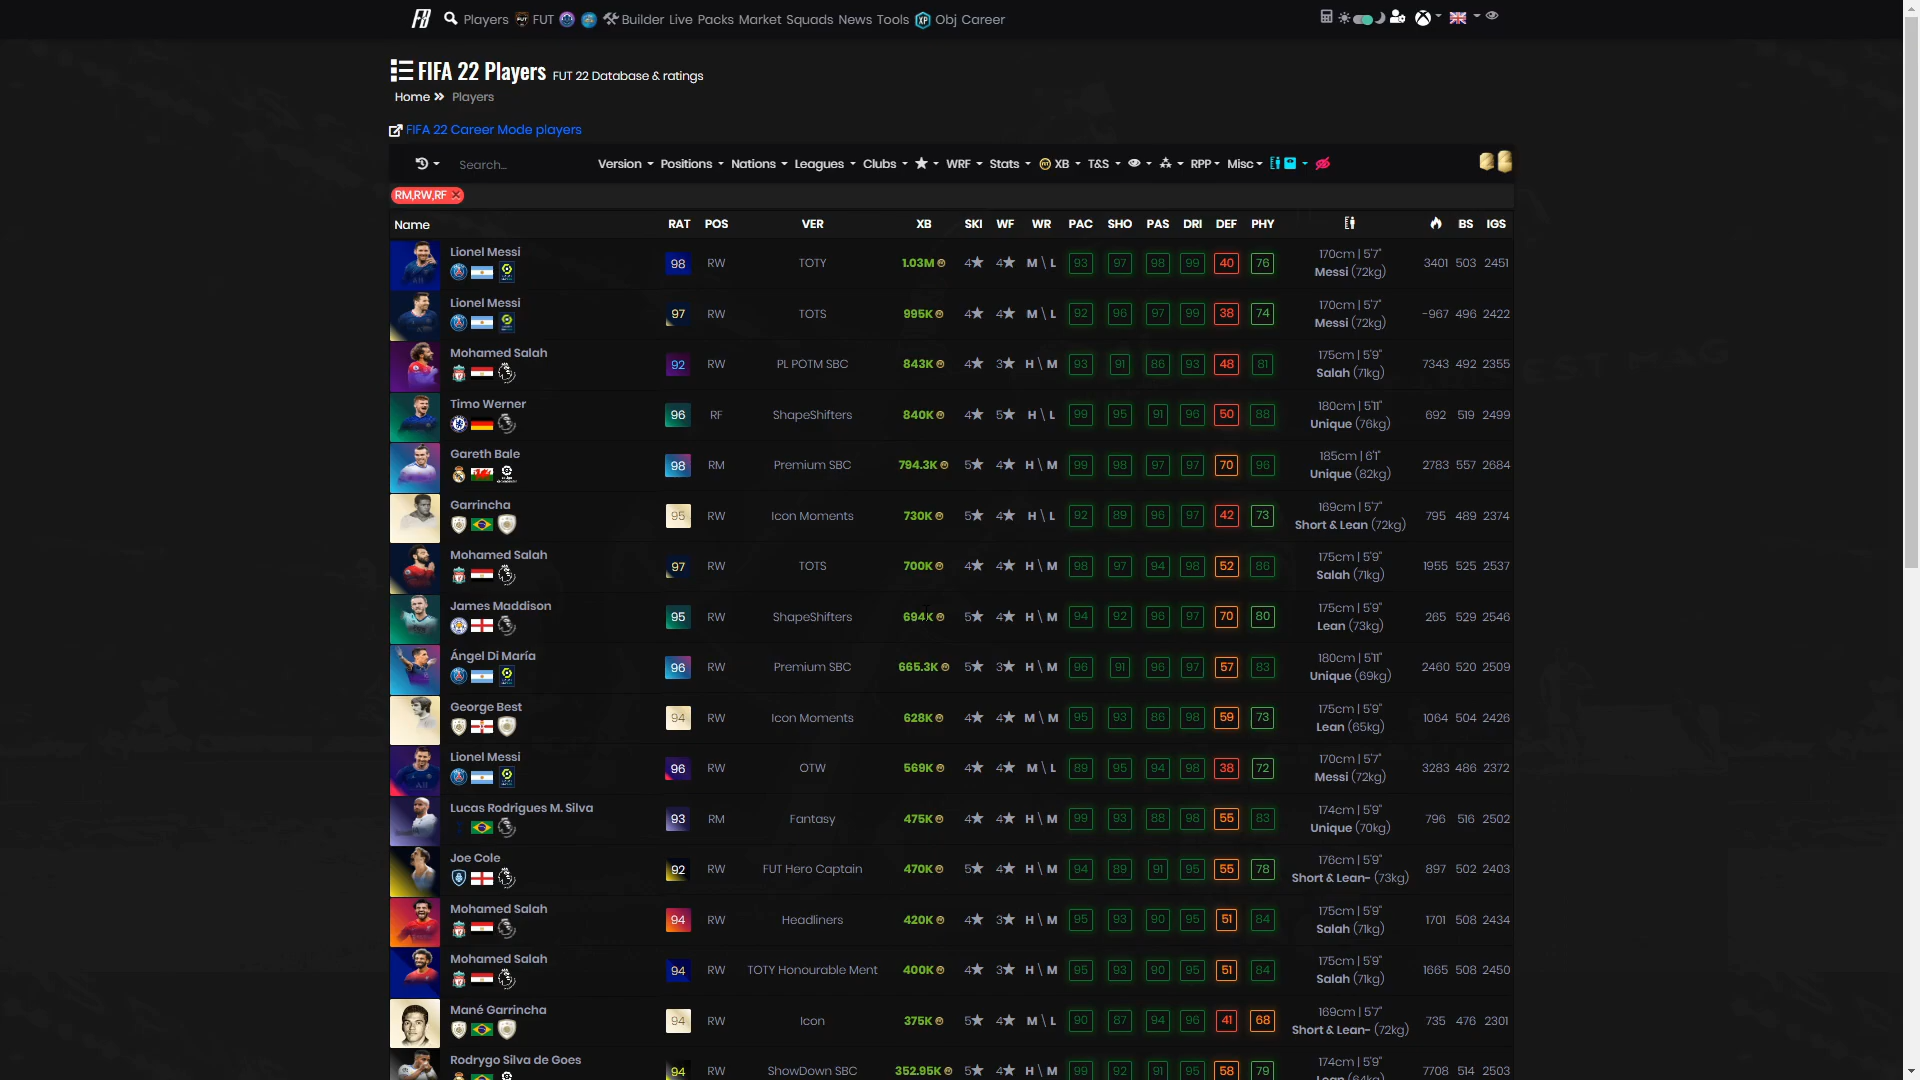 Players FUT Builder Live Packs Market Squads News Tools XP Obj Career
FIFA 22 Players FUT 22 Database & ratings
Home Players
FIFA 22 Career Mode players
Search... Version Positions Nations Leagues Clubs WRF Stats XB T&S RPP Misc
RM,RW,RF
Name RAT POS VER XB SKI WF WR PAC SHO PAS DRI DEF PHY BS IGS
Lionel Messi 98 RW TOTY 1.03M 4★ 4★ M \ L 93 97 98 99 40 76 170cm | 5'7" Messi (72kg) 3401 503 2451
Lionel Messi 97 RW TOTS 995K 4★ 4★ M \ L 92 96 97 99 38 74 170cm | 5'7" Messi (72kg) -967 496 2422
Mohamed Salah 92 RW PL POTM SBC 843K 4★ 3★ H \ M 93 91 86 93 48 81 175cm | 5'9" Salah (71kg) 7343 492 2355
Timo Werner 96 RF ShapeShifters 840K 4★ 5★ H \ L 99 95 91 96 50 88 180cm | 5'11" Unique (76kg) 692 519 2499
Gareth Bale 98 RM Premium SBC 794.3K 5★ 4★ H \ M 99 98 97 97 70 96 185cm | 6'1" Unique (82kg) 2783 557 2684
Garrincha 95 RW Icon Moments 730K 5★ 4★ H \ L 92 89 96 97 42 73 169cm | 5'7" Short & Lean (72kg) 795 489 2374
Mohamed Salah 97 RW TOTS 700K 4★ 4★ H \ M 98 97 94 98 52 86 175cm | 5'9" Salah (71kg) 1955 525 2537
James Maddison 95 RW ShapeShifters 694K 5★ 4★ H \ M 94 92 96 97 70 80 175cm | 5'9" Lean (73kg) 265 529 2546
Ángel Di María 96 RW Premium SBC 665.3K 5★ 3★ H \ M 96 91 96 97 57 83 180cm | 5'11" Unique (69kg) 2460 520 2509
George Best 94 RW Icon Moments 628K 4★ 4★ M \ M 95 93 86 98 59 73 175cm | 5'9" Lean (65kg) 1064 504 2426
Lionel Messi 96 RW OTW 569K 4★ 4★ M \ L 89 95 94 98 38 72 170cm | 5'7" Messi (72kg) 3283 486 2372
Lucas Rodrigues M. Silva 93 RM Fantasy 475K 4★ 4★ H \ M 99 93 88 98 55 83 174cm | 5'9" Unique (70kg) 796 516 2502
Joe Cole 92 RW FUT Hero Captain 470K 5★ 4★ H \ M 94 89 91 95 55 78 176cm | 5'9" Short & Lean- (73kg) 897 502 2403
Mohamed Salah 94 RW Headliners 420K 4★ 3★ H \ M 95 93 90 95 51 84 175cm | 5'9" Salah (71kg) 1701 508 2434
Mohamed Salah 94 RW TOTY Honourable Ment 400K 4★ 3★ H \ M 95 93 90 95 51 84 175cm | 5'9" Salah (71kg) 1665 508 2450
Mané Garrincha 94 RW Icon 375K 5★ 4★ M \ L 90 87 94 96 41 68 169cm | 5'7" Short & Lean- (72kg) 735 476 2301
Rodrygo Silva de Goes 94 RW ShowDown SBC 352.95K 5★ 4★ H \ M 99 92 91 95 58 79 174cm | 5'9" 7708 514 2503